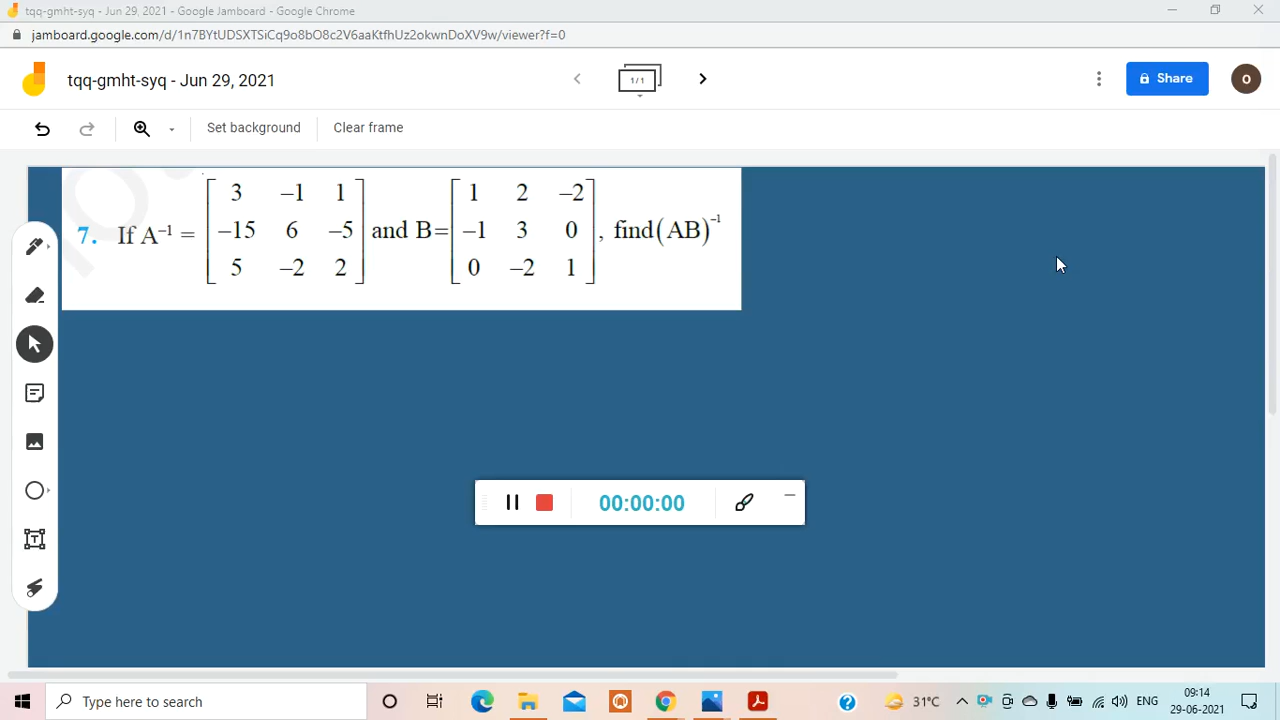 tqq-gmht-syq - Jun 29, 2021 - Google Jamboard - Google Chrome
jamboard.google.com/d/1n7BYtUDSXTSiCq9o8bO8c2V6aaKtfhUz2okwnDoXV9w/viewer?f=0
tqq-gmht-syq - Jun 29, 2021
1/1
Share
O
Set background
Clear frame
3 –1 1 1 2 –2
7. If A⁻¹ = –15 6 –5 and B= –1 3 0 , find(AB)⁻¹
5 –2 2 0 –2 1
00:00:00
Type here to search
31°C
ENG
09:14
29-06-2021